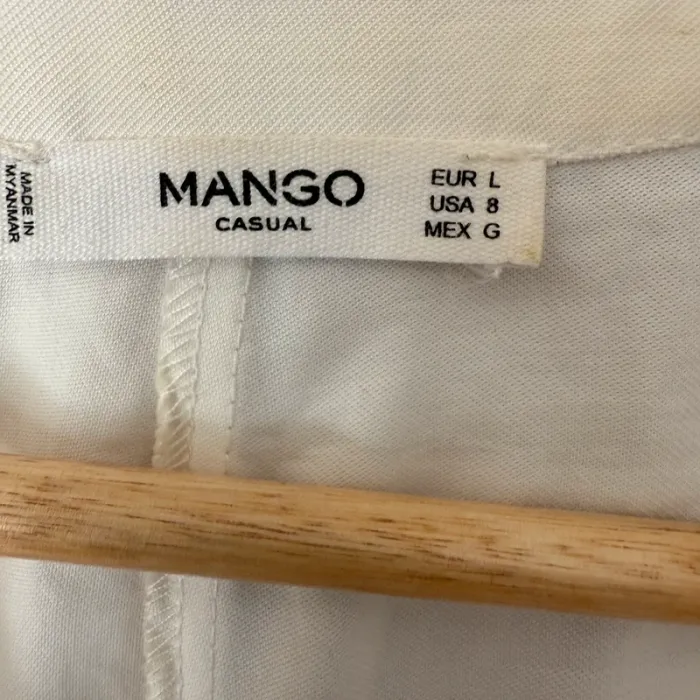 MADE IN
MYANMAR
MANGO
CASUAL
EUR L
USA 8
MEX G